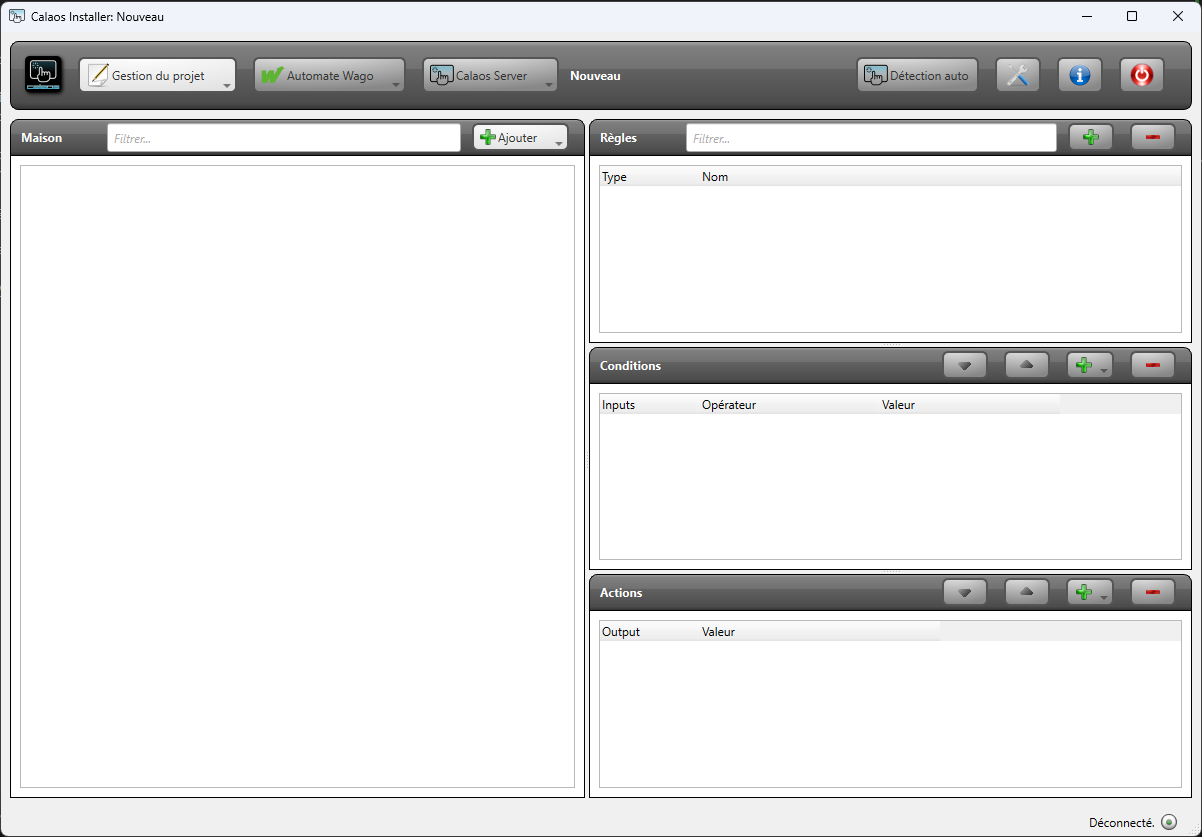 Calaos Installer: Nouveau
Gestion du projet
Automate Wago
Calaos Server
Nouveau
Détection auto
Maison
Filtrer...
Ajouter
Règles
Filtrer...
Type Nom
Conditions
Inputs Opérateur Valeur
Actions
Output Valeur
Déconnecté.